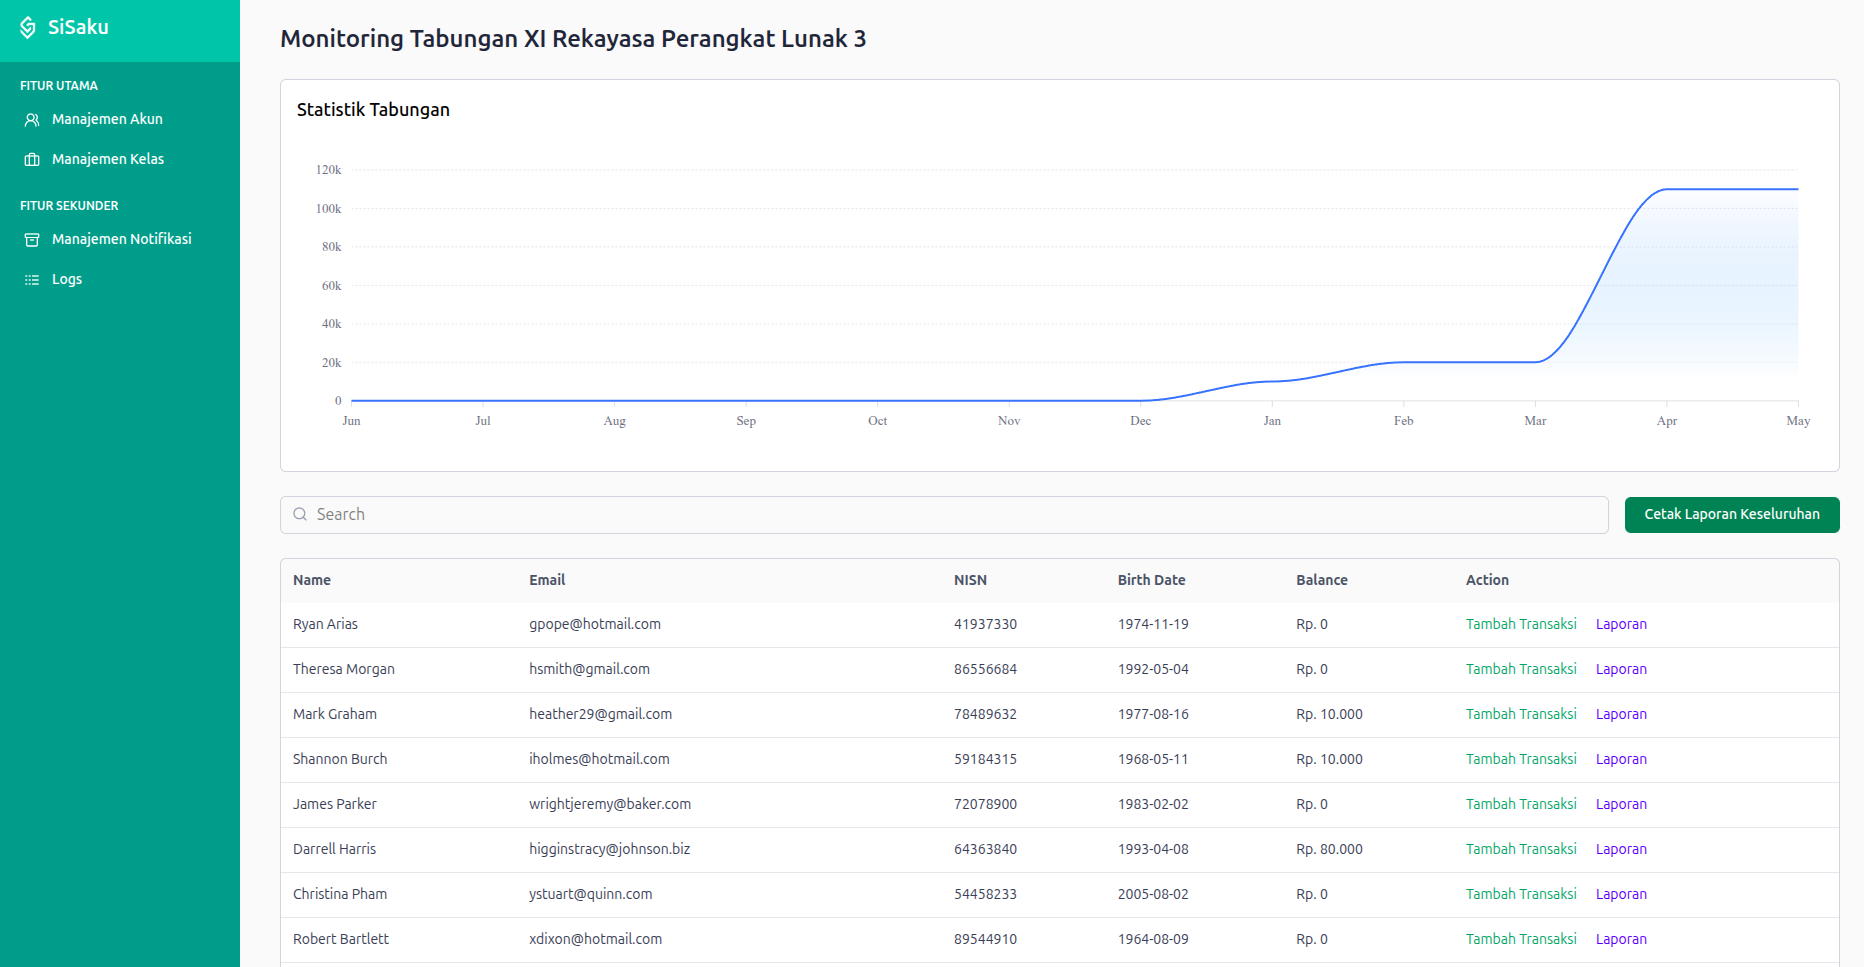 SiSaku
FITUR UTAMA
Manajemen Akun
Manajemen Kelas
FITUR SEKUNDER
Manajemen Notifikasi
Logs
Monitoring Tabungan XI Rekayasa Perangkat Lunak 3
Statistik Tabungan
120k
100k
80k
60k
40k
20k
0
Jun Jul Aug Sep Oct Nov Dec Jan Feb Mar Apr May
Search
Cetak Laporan Keseluruhan
Name Email NISN Birth Date Balance Action
Ryan Arias gpope@hotmail.com 41937330 1974-11-19 Rp. 0 Tambah Transaksi Laporan
Theresa Morgan hsmith@gmail.com 86556684 1992-05-04 Rp. 0 Tambah Transaksi Laporan
Mark Graham heather29@gmail.com 78489632 1977-08-16 Rp. 10.000 Tambah Transaksi Laporan
Shannon Burch iholmes@hotmail.com 59184315 1968-05-11 Rp. 10.000 Tambah Transaksi Laporan
James Parker wrightjeremy@baker.com 72078900 1983-02-02 Rp. 0 Tambah Transaksi Laporan
Darrell Harris higginstracy@johnson.biz 64363840 1993-04-08 Rp. 80.000 Tambah Transaksi Laporan
Christina Pham ystuart@quinn.com 54458233 2005-08-02 Rp. 0 Tambah Transaksi Laporan
Robert Bartlett xdixon@hotmail.com 89544910 1964-08-09 Rp. 0 Tambah Transaksi Laporan